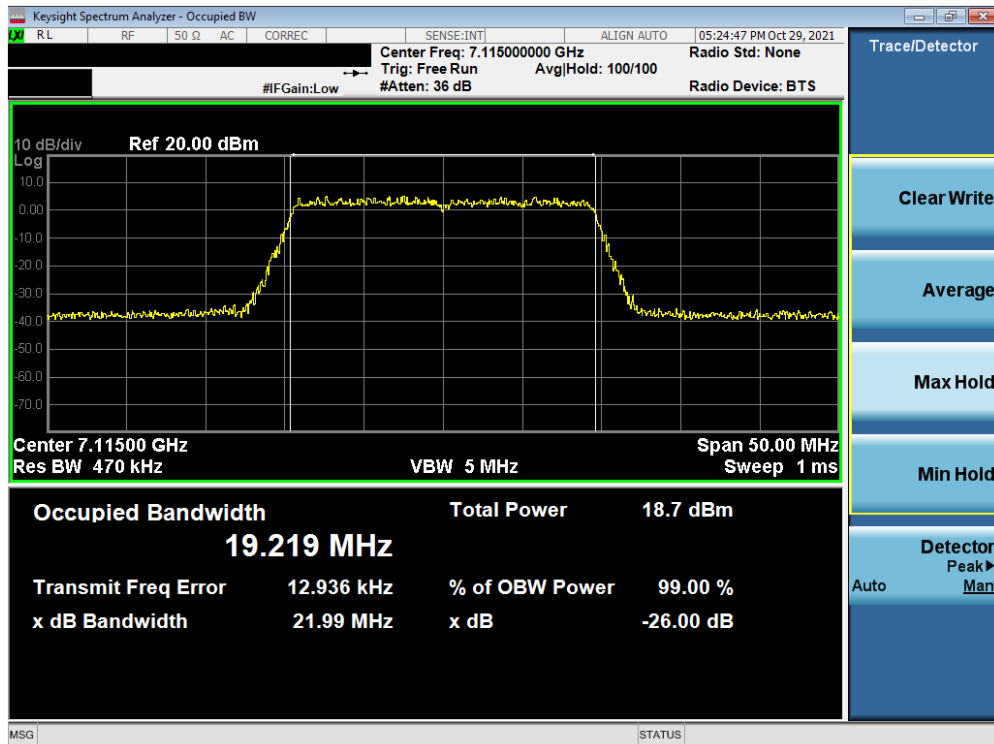 Keysight Spectrum Analyzer - Occupied BW
LXI RL RF 50 Ω AC CORREC SENSE:INT ALIGN AUTO 05:24:47 PM Oct 29, 2021
Center Freq: 7.115000000 GHz Radio Std: None
Trig: Free Run Avg|Hold: 100/100
#IFGain:Low #Atten: 36 dB Radio Device: BTS
Trace/Detector
10 dB/div Ref 20.00 dBm
Log
10.0
0.00
-10.0
-20.0
-30.0
-40.0
-50.0
-60.0
-70.0
Center 7.11500 GHz Span 50.00 MHz
Res BW 470 kHz VBW 5 MHz Sweep 1 ms
Occupied Bandwidth Total Power 18.7 dBm
19.219 MHz
Transmit Freq Error 12.936 kHz % of OBW Power 99.00 %
x dB Bandwidth 21.99 MHz x dB -26.00 dB
Clear Write
Average
Max Hold
Min Hold
Detector
Peak▶
Auto Man
MSG STATUS